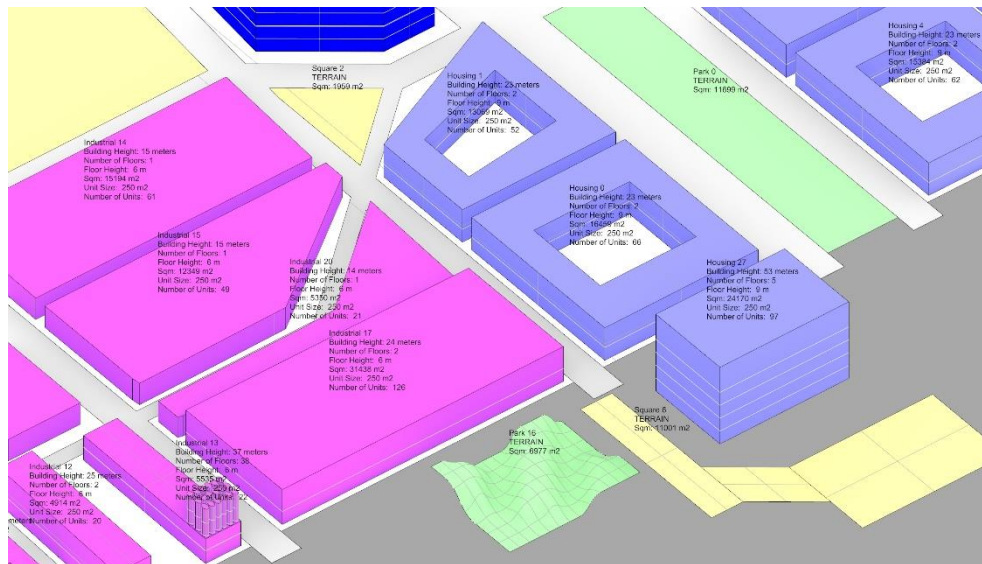 Square 2
TERRAIN
Sqm: 1959 m2
Housing 1
Building Height: 23 meters
Number of Floors: 2
Floor Height: 9 m
Sqm: 13069 m2
Unit Size: 250 m2
Number of Units: 52
Park 0
TERRAIN
Sqm: 11699 m2
Housing 4
Building Height: 23 meters
Number of Floors: 2
Floor Height: 9 m
Sqm: 15384 m2
Unit Size: 250 m2
Number of Units: 62
Industrial 14
Building Height: 15 meters
Number of Floors: 1
Floor Height: 6 m
Sqm: 15194 m2
Unit Size: 250 m2
Number of Units: 61
Housing 0
Building Height: 23 meters
Number of Floors: 2
Floor Height: 9 m
Sqm: 16459 m2
Unit Size: 250 m2
Number of Units: 66
Industrial 15
Building Height: 15 meters
Number of Floors: 1
Floor Height: 6 m
Sqm: 12349 m2
Unit Size: 250 m2
Number of Units: 49
Industrial 20
Building Height: 14 meters
Number of Floors: 1
Floor Height: 6 m
Sqm: 5350 m2
Unit Size: 250 m2
Number of Units: 21
Housing 27
Building Height: 53 meters
Number of Floors: 5
Floor Height: 9 m
Sqm: 24170 m2
Unit Size: 250 m2
Number of Units: 97
Industrial 17
Building Height: 24 meters
Number of Floors: 2
Floor Height: 6 m
Sqm: 31438 m2
Unit Size: 250 m2
Number of Units: 126
Square 8
TERRAIN
Sqm: 11001 m2
Park 16
TERRAIN
Sqm: 6977 m2
Industrial 13
Building Height: 37 meters
Number of Floors: 38
Floor Height: 6 m
Sqm: 5535 m2
Unit Size: 255 m2
Number of Units: 22
Industrial 12
Building Height: 25 meters
Number of Floors: 2
Floor Height: 6 m
Sqm: 4914 m2
Unit Size: 250 m2
Number of Units: 20